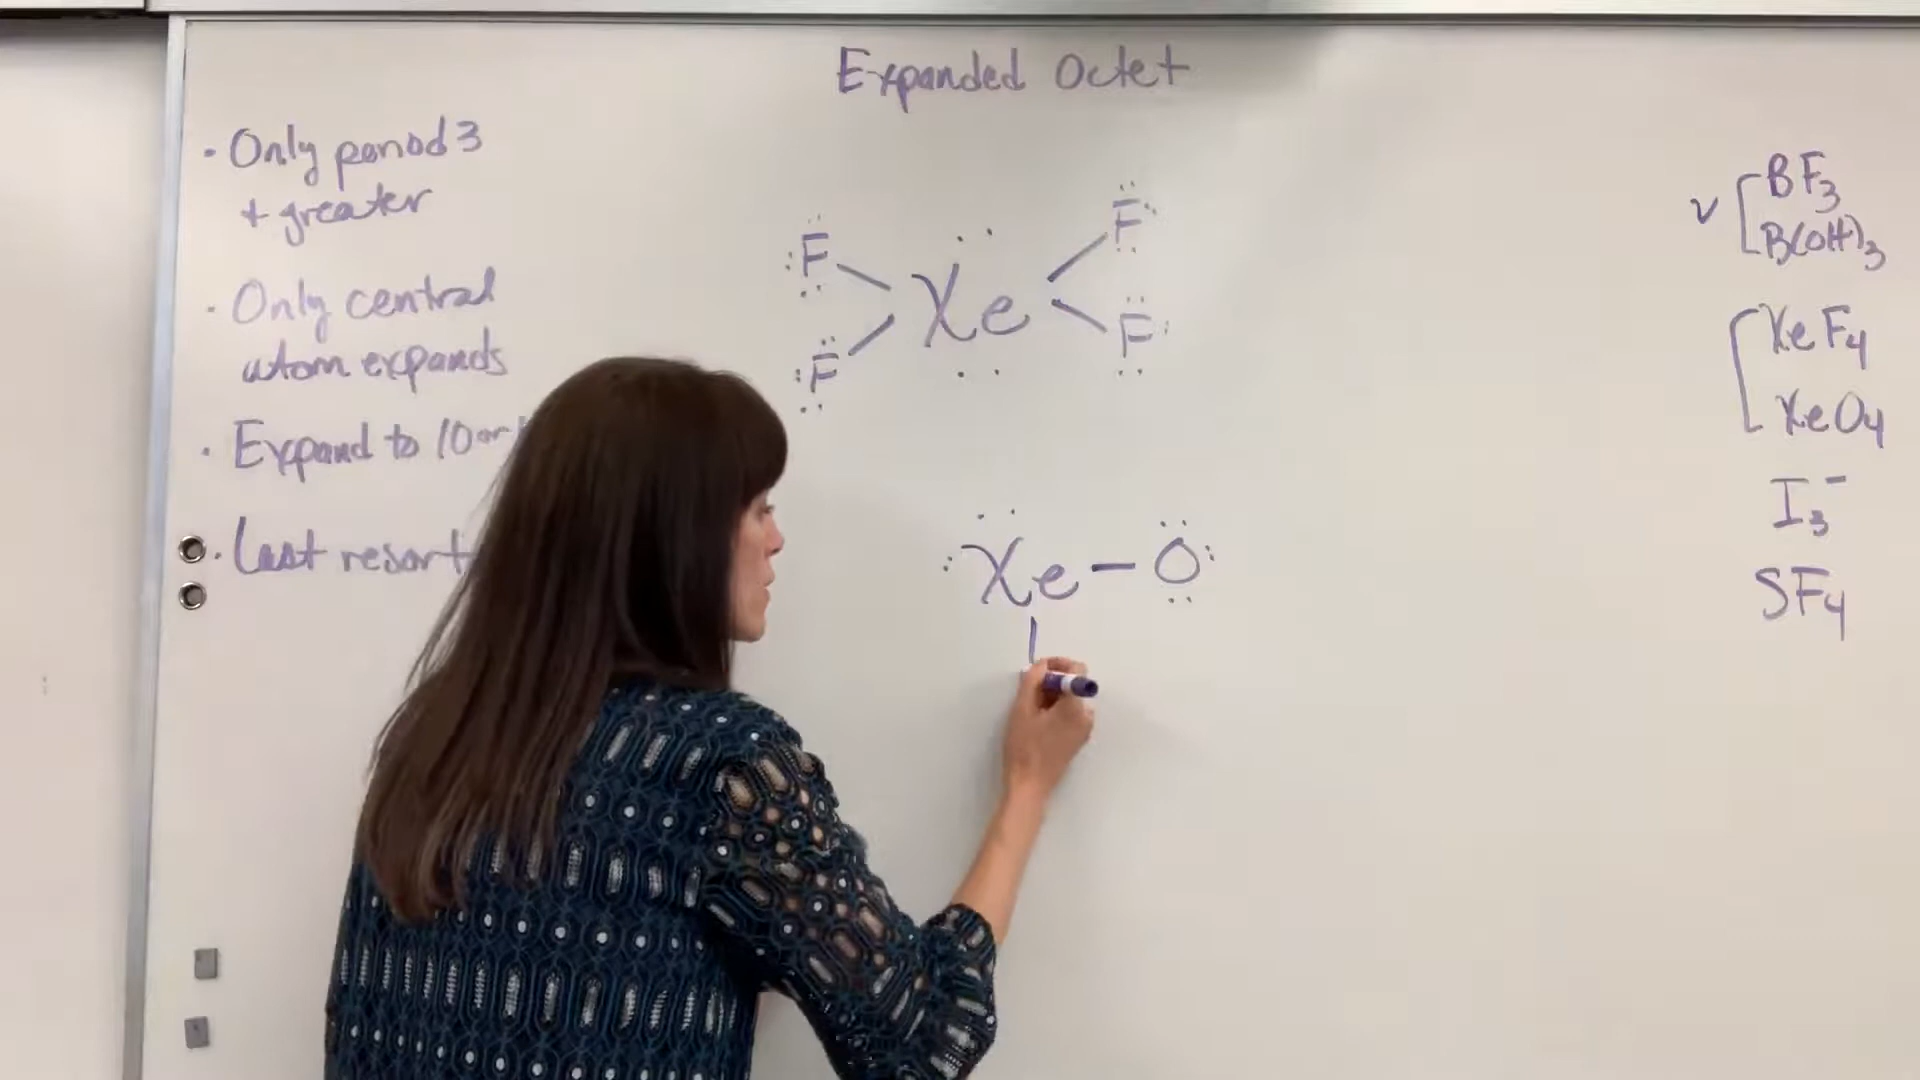 Expanded Octet
• Only period 3
+ greater
• Only central
atom expands
• Expand to 10 or
• Last resort
:F
Xe
F
:F
F:
:Xe-O:
✓ BF₃
B(OH)₃
XeF₄
XeO₄
I₃⁻
SF₄